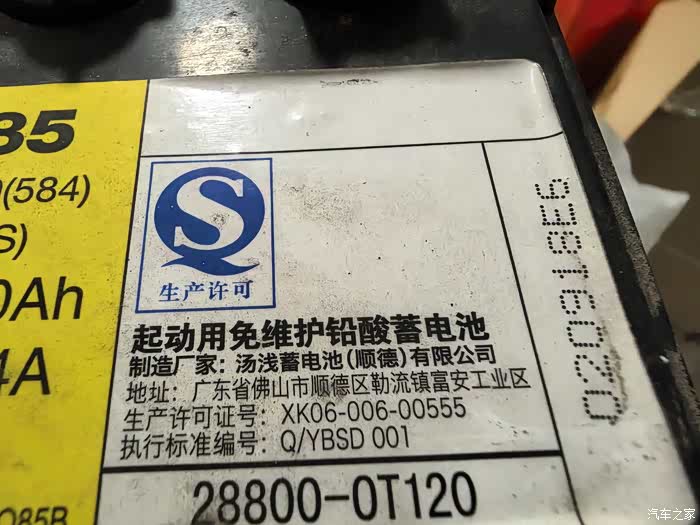 (584)
S)
0Ah
4A
S
生产许可
起动用免维护铅酸蓄电池
制造厂家：汤浅蓄电池(顺德)有限公司
地址：广东省佛山市顺德区勒流镇富安工业区
生产许可证号：XK06-006-00555
执行标准编号：Q/YBSD 001
28800-0T120
汽车之家